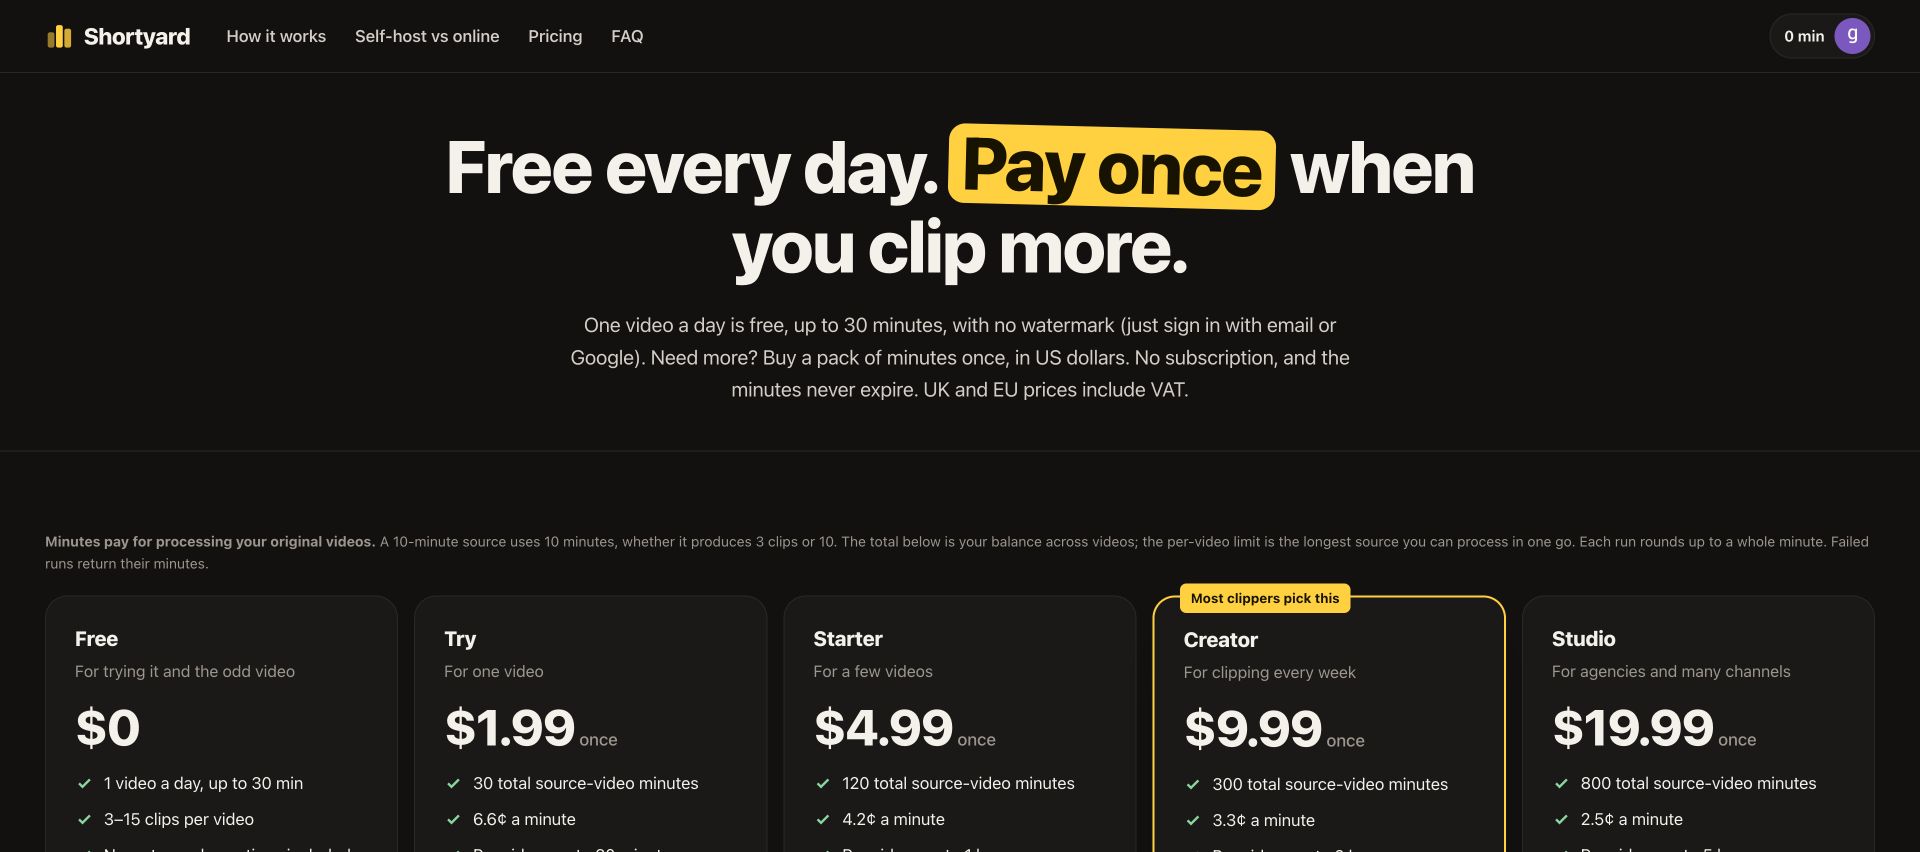 Shortyard
How it works
Self-host vs online
Pricing
FAQ
0 min
g
Free every day. Pay once when
you clip more.
One video a day is free, up to 30 minutes, with no watermark (just sign in with email or
Google). Need more? Buy a pack of minutes once, in US dollars. No subscription, and the
minutes never expire. UK and EU prices include VAT.
Minutes pay for processing your original videos. A 10-minute source uses 10 minutes, whether it produces 3 clips or 10. The total below is your balance across videos; the per-video limit is the longest source you can process in one go. Each run rounds up to a whole minute. Failed
runs return their minutes.
Free
For trying it and the odd video
$0
1 video a day, up to 30 min
3–15 clips per video
Try
For one video
$1.99 once
30 total source-video minutes
6.6¢ a minute
Starter
For a few videos
$4.99 once
120 total source-video minutes
4.2¢ a minute
Most clippers pick this
Creator
For clipping every week
$9.99 once
300 total source-video minutes
3.3¢ a minute
Studio
For agencies and many channels
$19.99 once
800 total source-video minutes
2.5¢ a minute